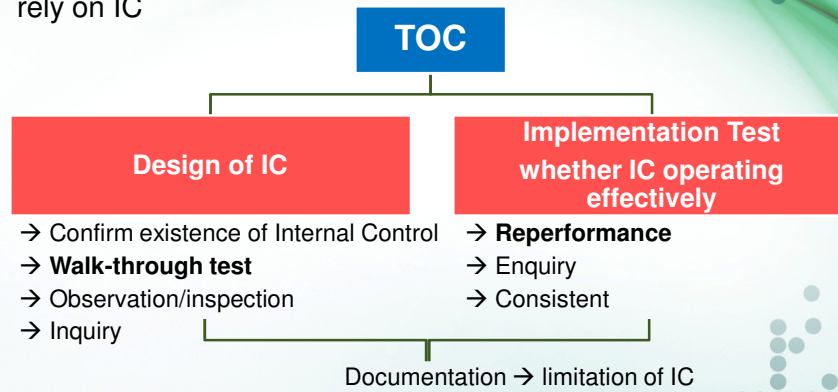 rely on IC
TOC
Design of IC
Implementation Test
whether IC operating
effectively
→ Confirm existence of Internal Control
→ Walk-through test
→ Observation/inspection
→ Inquiry
→ Reperformance
→ Enquiry
→ Consistent
Documentation → limitation of IC